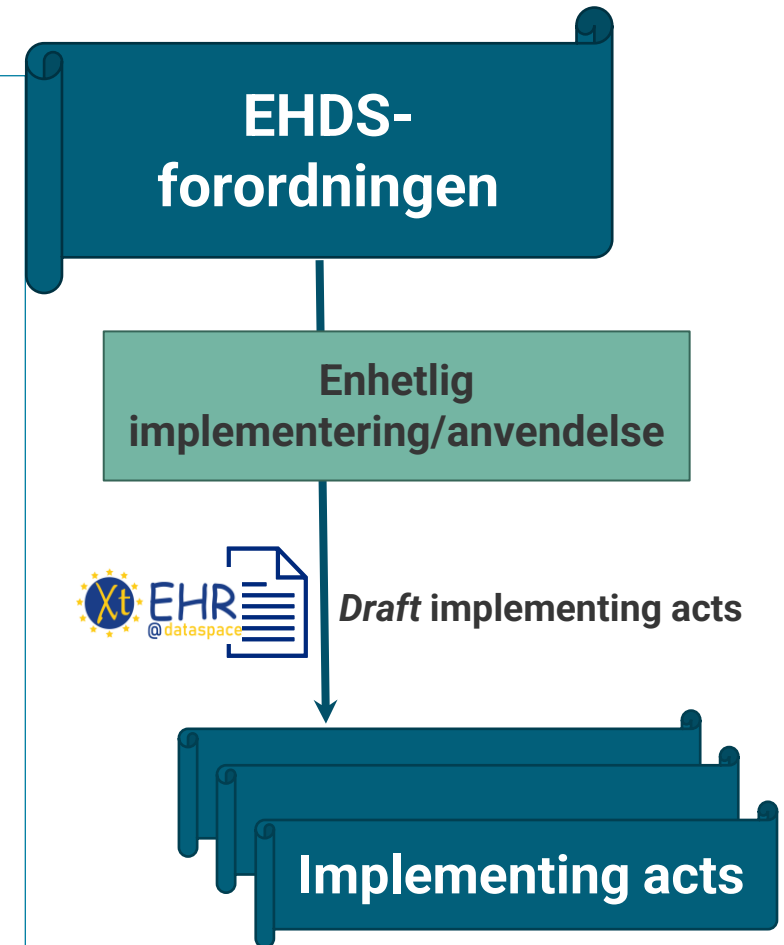 EHDS-
forordningen
Enhetlig
implementering/anvendelse
Xt EHR
@dataspace
Draft implementing acts
Implementing acts